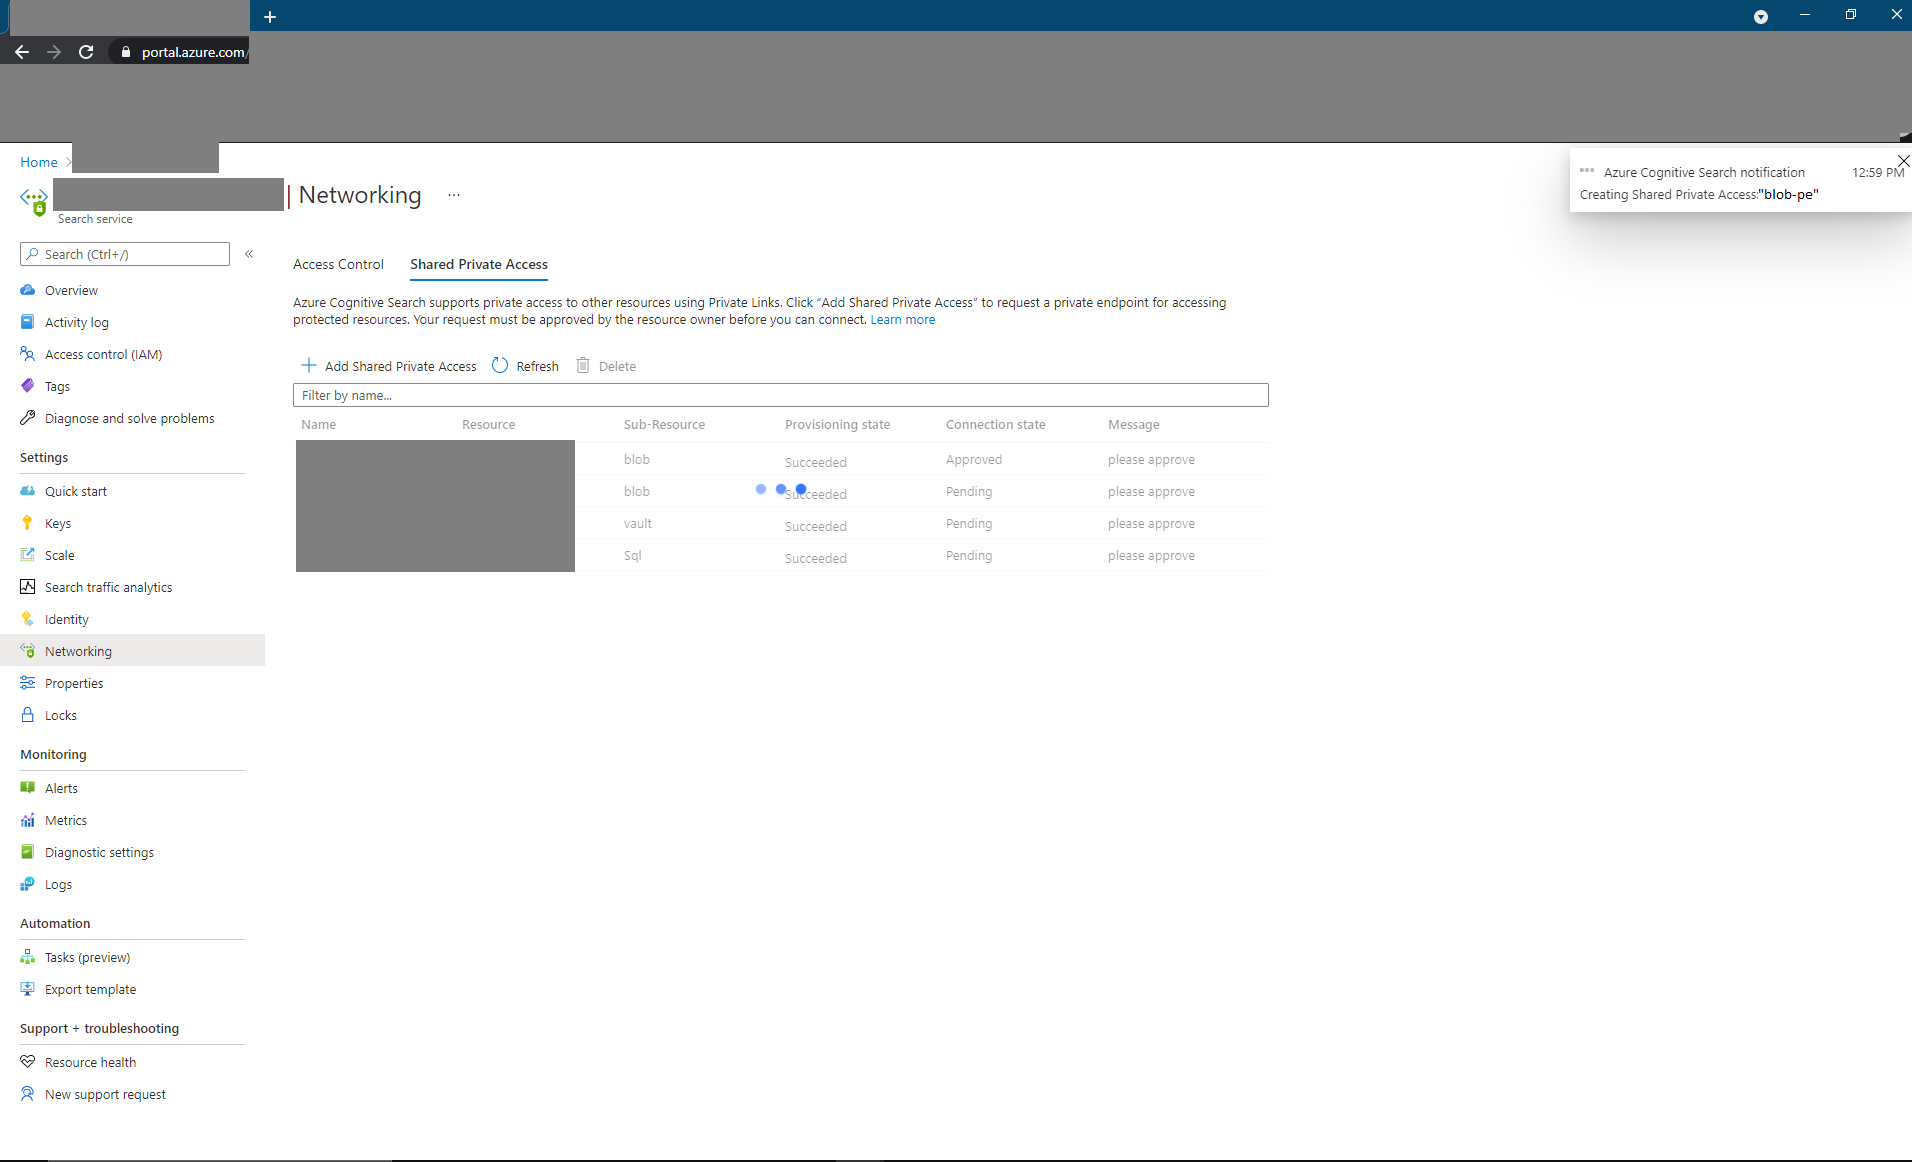 portal.azure.com/
Home
| Networking ...
Search service
Azure Cognitive Search notification 12:59 PM
Creating Shared Private Access:"blob-pe"
Search (Ctrl+/)
Overview
Activity log
Access control (IAM)
Tags
Diagnose and solve problems
Settings
Quick start
Keys
Scale
Search traffic analytics
Identity
Networking
Properties
Locks
Monitoring
Alerts
Metrics
Diagnostic settings
Logs
Automation
Tasks (preview)
Export template
Support + troubleshooting
Resource health
New support request
Access Control Shared Private Access
Azure Cognitive Search supports private access to other resources using Private Links. Click “Add Shared Private Access” to request a private endpoint for accessing
protected resources. Your request must be approved by the resource owner before you can connect. Learn more
Add Shared Private Access Refresh Delete
Filter by name...
Name Resource Sub-Resource Provisioning state Connection state Message
blob Succeeded Approved please approve
blob Succeeded Pending please approve
vault Succeeded Pending please approve
Sql Succeeded Pending please approve